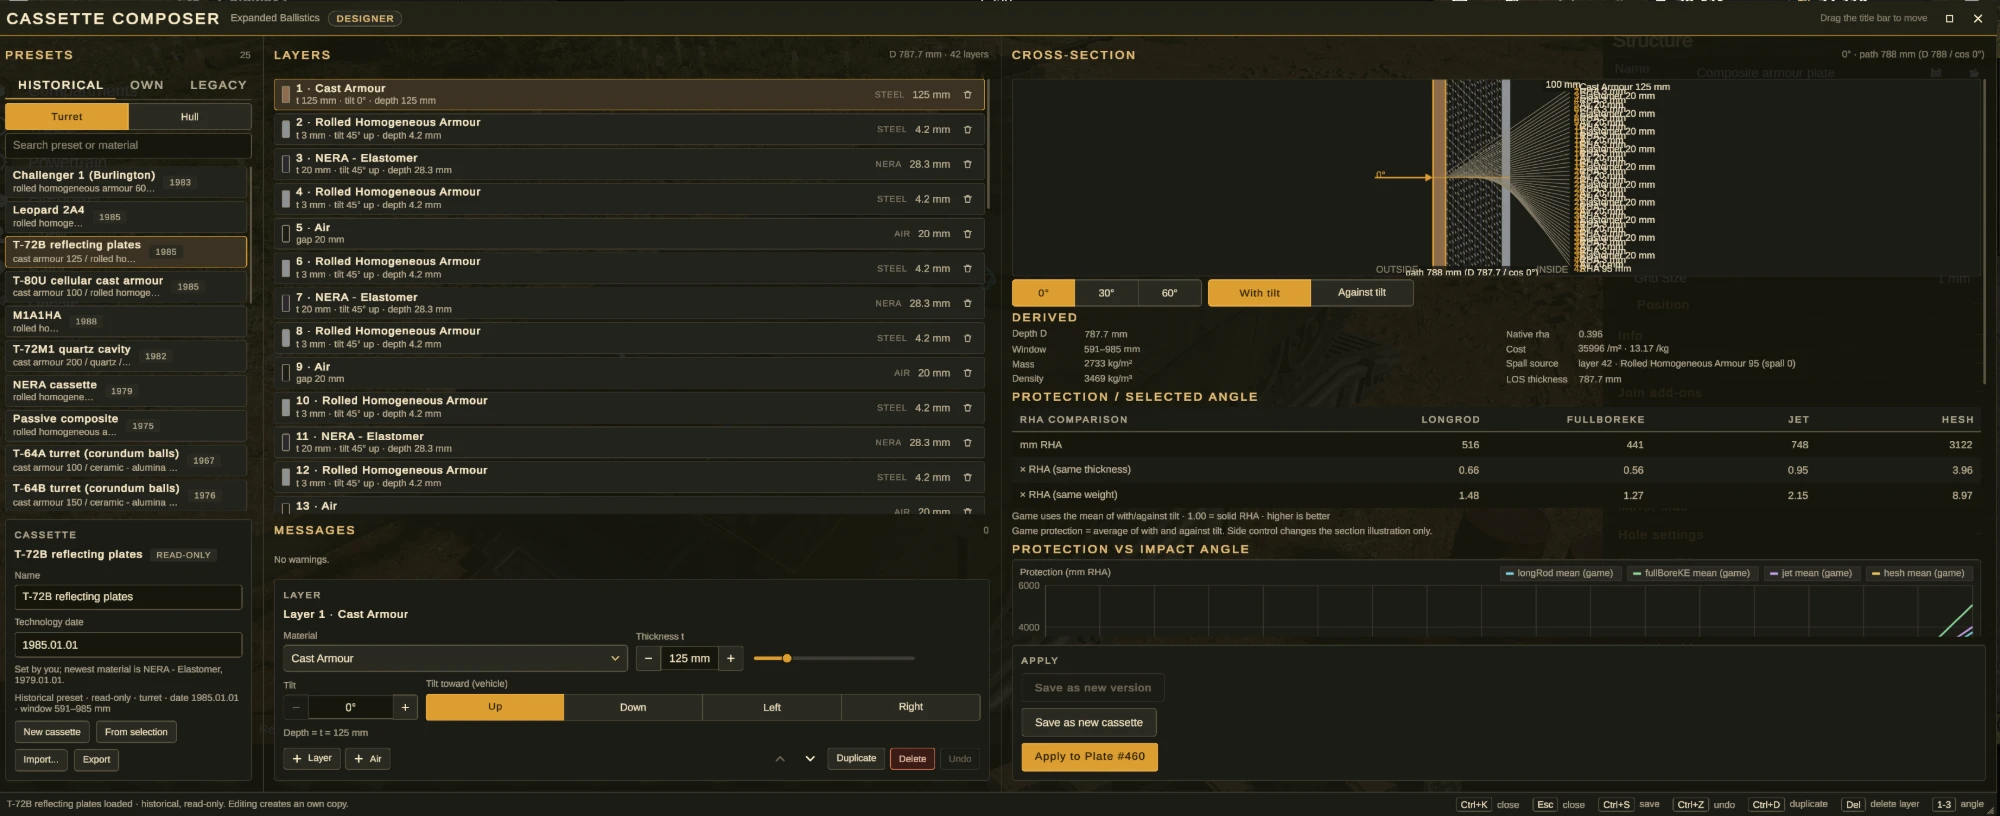 CASSETTE COMPOSER Expanded Ballistics DESIGNER
Drag the title bar to move
PRESETS 25
HISTORICAL OWN LEGACY
Turret Hull
Search preset or material
Challenger 1 (Burlington)
rolled homogeneous armour 60... 1983
Leopard 2A4
rolled homoge... 1985
T-72B reflecting plates
cast armour 125 / rolled ho... 1985
T-80U cellular cast armour
cast armour 100 / rolled homoge... 1985
M1A1HA
rolled ho... 1988
T-72M1 quartz cavity
cast armour 200 / quartz /... 1982
NERA cassette
rolled homogene... 1979
Passive composite
rolled homogeneous a... 1975
T-64A turret (corundum balls)
cast armour 100 / ceramic - alumina ... 1967
T-64B turret (corundum balls)
cast armour 150 / ceramic - alumina ... 1976
CASSETTE
T-72B reflecting plates READ-ONLY
Name
T-72B reflecting plates
Technology date
1985.01.01
Set by you; newest material is NERA - Elastomer,
1979.01.01.
Historical preset · read-only · turret · date 1985.01.01
· window 591–985 mm
New cassette From selection
Import... Export
LAYERS D 787.7 mm · 42 layers
1 · Cast Armour
t 125 mm · tilt 0° · depth 125 mm STEEL 125 mm
2 · Rolled Homogeneous Armour
t 3 mm · tilt 45° up · depth 4.2 mm STEEL 4.2 mm
3 · NERA - Elastomer
t 20 mm · tilt 45° up · depth 28.3 mm NERA 28.3 mm
4 · Rolled Homogeneous Armour
t 3 mm · tilt 45° up · depth 4.2 mm STEEL 4.2 mm
5 · Air
gap 20 mm AIR 20 mm
6 · Rolled Homogeneous Armour
t 3 mm · tilt 45° up · depth 4.2 mm STEEL 4.2 mm
7 · NERA - Elastomer
t 20 mm · tilt 45° up · depth 28.3 mm NERA 28.3 mm
8 · Rolled Homogeneous Armour
t 3 mm · tilt 45° up · depth 4.2 mm STEEL 4.2 mm
9 · Air
gap 20 mm AIR 20 mm
10 · Rolled Homogeneous Armour
t 3 mm · tilt 45° up · depth 4.2 mm STEEL 4.2 mm
11 · NERA - Elastomer
t 20 mm · tilt 45° up · depth 28.3 mm NERA 28.3 mm
12 · Rolled Homogeneous Armour
t 3 mm · tilt 45° up · depth 4.2 mm STEEL 4.2 mm
13 · Air AIR 20 mm
MESSAGES 0
No warnings.
LAYER
Layer 1 · Cast Armour
Material Thickness t
Cast Armour − 125 mm +
Tilt Tilt toward (vehicle)
− 0° + Up Down Left Right
Depth = t = 125 mm
+ Layer + Air Duplicate Delete Undo
CROSS-SECTION 0° · path 788 mm (D 788 / cos 0°)
Structure
Name Composite armour plate
100 mm Cast Armour 125 mm
0°
OUTSIDE path 788 mm (D 787.7 / cos 0°) INSIDE
RHA 95 mm
Grid Size 1 mm
0° 30° 60° With tilt Against tilt
Position
DERIVED
Depth D 787.7 mm Native rha 0.396
Window 591–985 mm Cost 35996 /m² · 13.17 /kg
Mass 2733 kg/m² Spall source layer 42 · Rolled Homogeneous Armour 95 (spall 0)
Density 3469 kg/m³ LOS thickness 787.7 mm
Info
Join add-ons
PROTECTION / SELECTED ANGLE
RHA COMPARISON LONGROD FULLBOREKE JET HESH
mm RHA 516 441 748 3122
× RHA (same thickness) 0.66 0.56 0.95 3.96
× RHA (same weight) 1.48 1.27 2.15 8.97
Game uses the mean of with/against tilt · 1.00 = solid RHA · higher is better
Game protection = average of with and against tilt. Side control changes the section illustration only.
Hole settings
PROTECTION VS IMPACT ANGLE
Protection (mm RHA) longRod mean (game) fullBoreKE mean (game) jet mean (game) hesh mean (game)
6000
4000
APPLY
Save as new version
Save as new cassette
Apply to Plate #460
T-72B reflecting plates loaded · historical, read-only. Editing creates an own copy.
Ctrl+K close Esc close Ctrl+S save Ctrl+Z undo Ctrl+D duplicate Del delete layer 1-3 angle